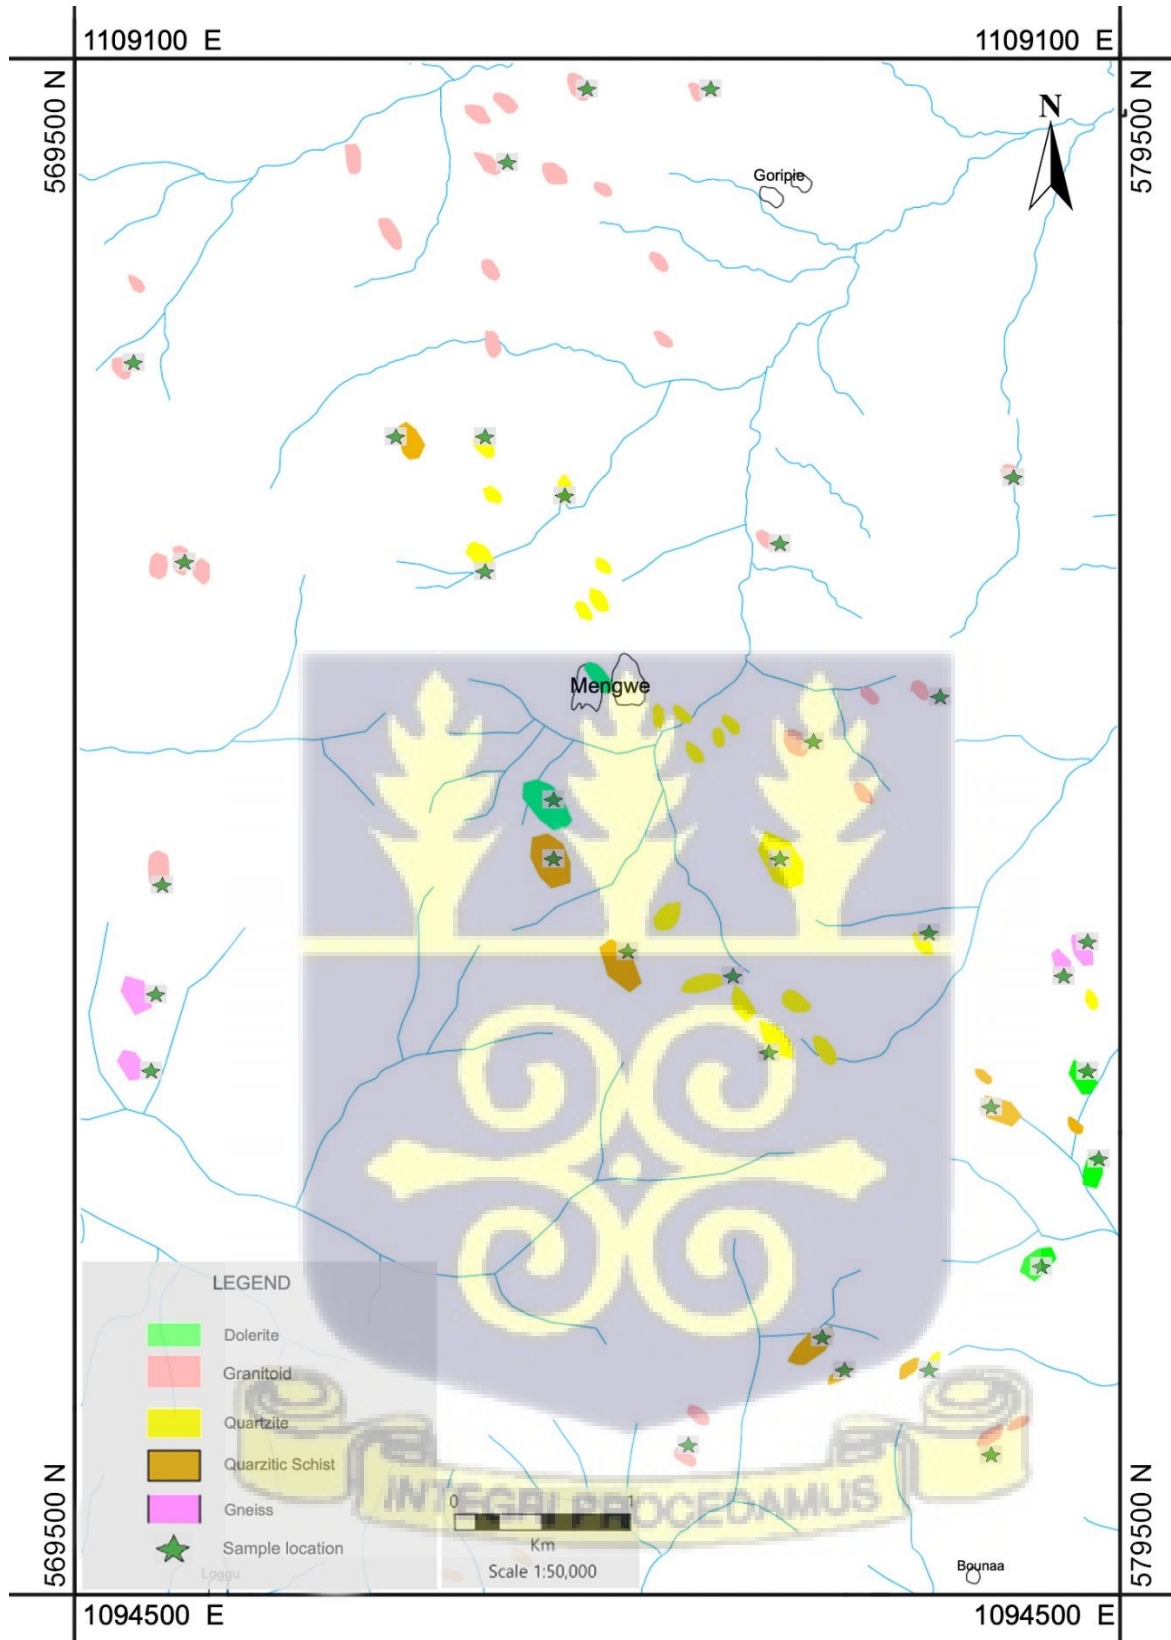 1109100 E
1109100 E
569500 N
579500 N
N
Goripie
Mengwe
LEGEND
Dolerite
Granitoid
Quartzite
Quarzitic Schist
Gneiss
Sample location
Loggu
INTEGRI PROCEDAMUS
0 1
Km
Scale 1:50,000
Bounaa
569500 N
579500 N
1094500 E
1094500 E